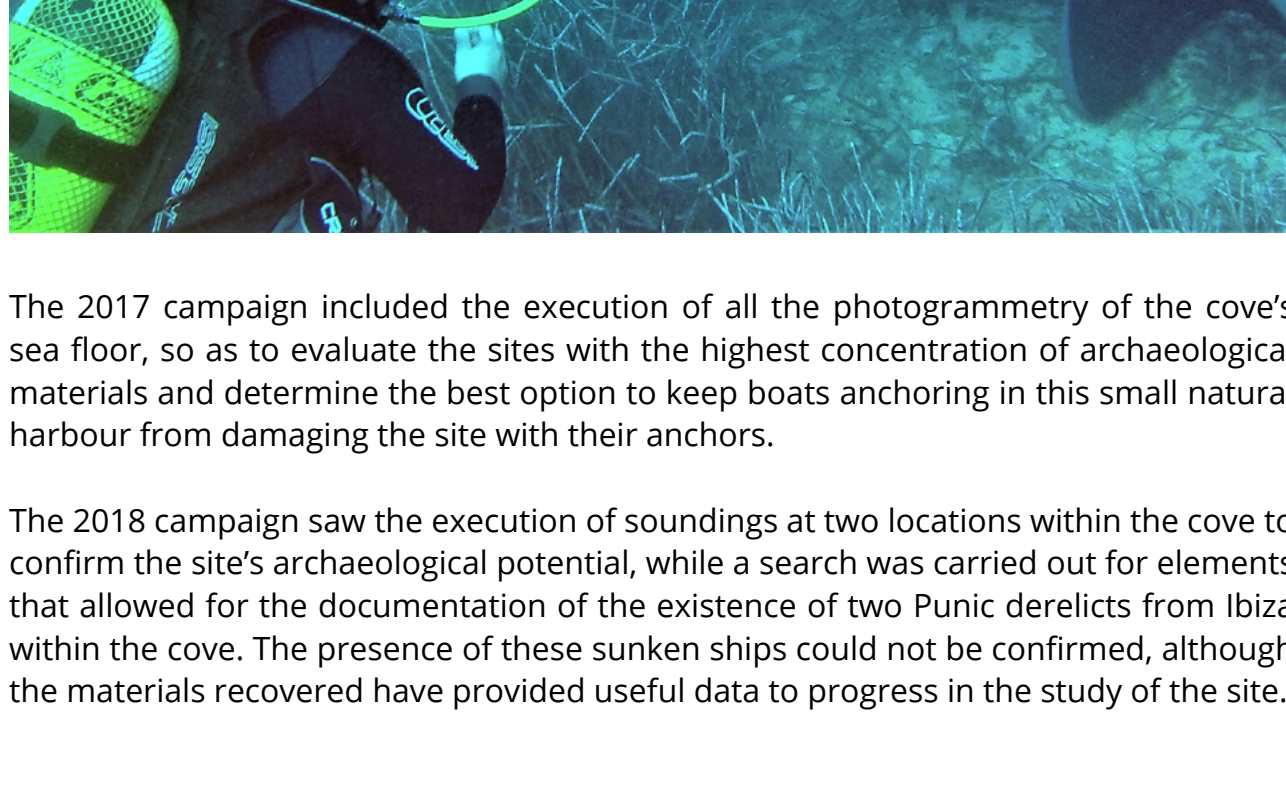 CRESSI
The 2017 campaign included the execution of all the photogrammetry of the cove's
sea floor, so as to evaluate the sites with the highest concentration of archaeologica
materials and determine the best option to keep boats anchoring in this small natura
harbour from damaging the site with their anchors.
The 2018 campaign saw the execution of soundings at two locations within the cove to
confirm the site's archaeological potential, while a search was carried out for elements
that allowed for the documentation of the existence of two Punic derelicts from Ibiza
within the cove. The presence of these sunken ships could not be confirmed, although
the materials recovered have provided useful data to progress in the study of the site.